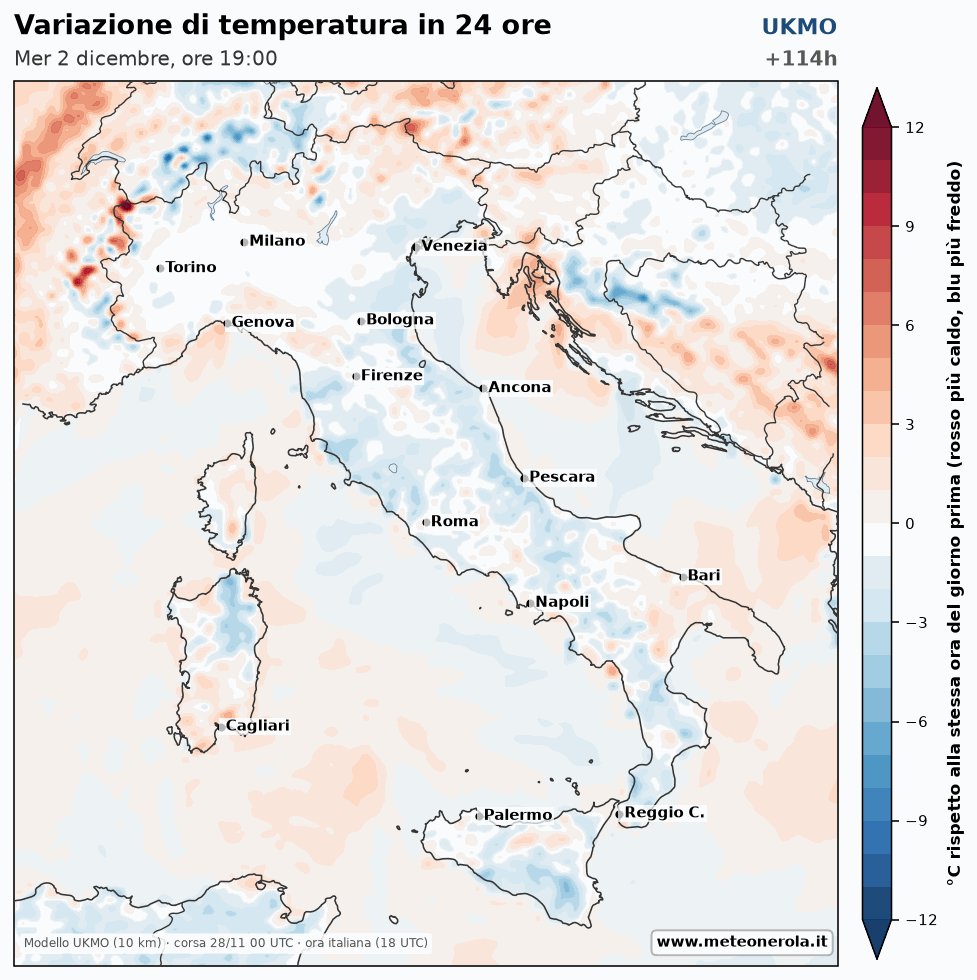 Variazione di temperatura in 24 ore
UKMO
Mer 2 dicembre, ore 19:00
+114h
Milano
Venezia
Torino
Genova
Bologna
Firenze
Ancona
Pescara
Roma
Bari
Napoli
Cagliari
Palermo
Reggio C.
12
9
6
3
0
−3
−6
−9
−12
°C rispetto alla stessa ora del giorno prima (rosso più caldo, blu più freddo)
Modello UKMO (10 km) · corsa 28/11 00 UTC · ora italiana (18 UTC)
www.meteonerola.it